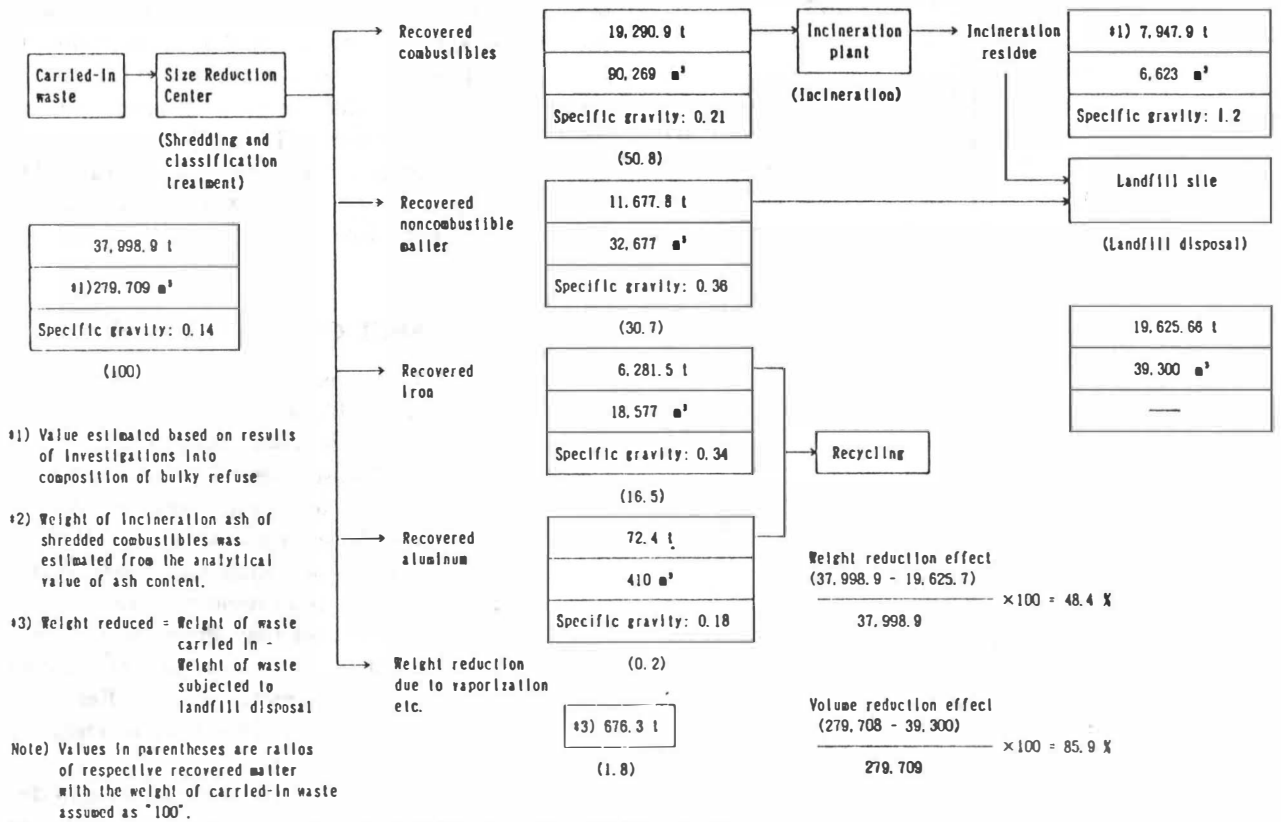 Carried-in
waste
Size Reduction
Center
(Shredding and
classification
treatment)
37,998.9 t
*1)279,709 m³
Specific gravity: 0.14
(100)
Recovered
combustibles
19,290.9 t
90,269 m³
Specific gravity: 0.21
(50.8)
Incineration
plant
(Incineration)
Incineration
residue
*1) 7,947.9 t
6,623 m³
Specific gravity: 1.2
Recovered
noncombustible
matter
11,677.8 t
32,677 m³
Specific gravity: 0.36
(30.7)
Landfill site
(Landfill disposal)
19,625.66 t
39,300 m³
—
Recovered
iron
6,281.5 t
18,577 m³
Specific gravity: 0.34
(16.5)
Recycling
Recovered
aluminum
72.4 t
410 m³
Specific gravity: 0.18
(0.2)
Weight reduction
due to vaporization
etc.
*3) 676.3 t
(1.8)
Weight reduction effect
(37,998.9 - 19,625.7)
37,998.9
×100 = 48.4 %
Volume reduction effect
(279,708 - 39,300)
279,709
×100 = 85.9 %
*1) Value estimated based on results
of investigations into
composition of bulky refuse
*2) Weight of incineration ash of
shredded combustibles was
estimated from the analytical
value of ash content.
*3) Weight reduced = Weight of waste
carried in -
Weight of waste
subjected to
landfill disposal
Note) Values in parentheses are ratios
of respective recovered matter
with the weight of carried-in waste
assumed as "100".